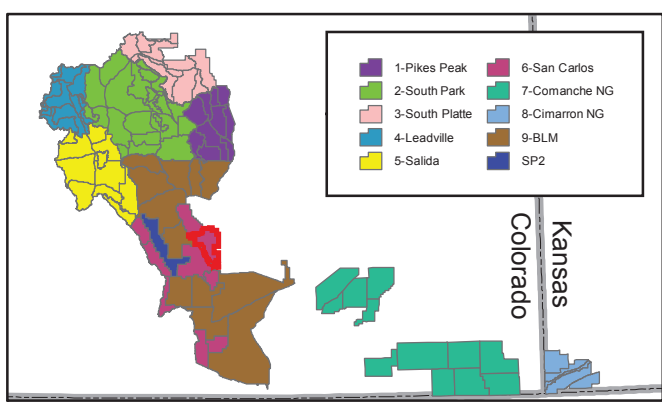 1-Pikes Peak
2-South Park
3-South Platte
4-Leadville
5-Salida
6-San Carlos
7-Comanche NG
8-Cimarron NG
9-BLM
SP2
Kansas
Colorado